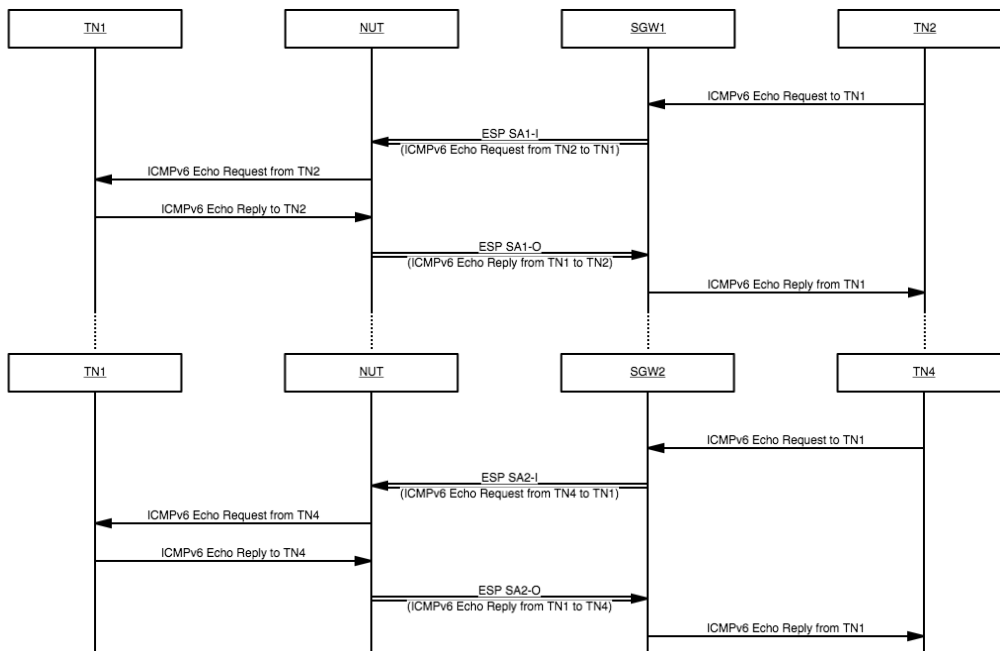 TN1
NUT
SGW1
TN2
ICMPv6 Echo Request to TN1
ESP SA1-I
(ICMPv6 Echo Request from TN2 to TN1)
ICMPv6 Echo Request from TN2
ICMPv6 Echo Reply to TN2
ESP SA1-O
(ICMPv6 Echo Reply from TN1 to TN2)
ICMPv6 Echo Reply from TN1
TN1
NUT
SGW2
TN4
ICMPv6 Echo Request to TN1
ESP SA2-I
(ICMPv6 Echo Request from TN4 to TN1)
ICMPv6 Echo Request from TN4
ICMPv6 Echo Reply to TN4
ESP SA2-O
(ICMPv6 Echo Reply from TN1 to TN4)
ICMPv6 Echo Reply from TN1